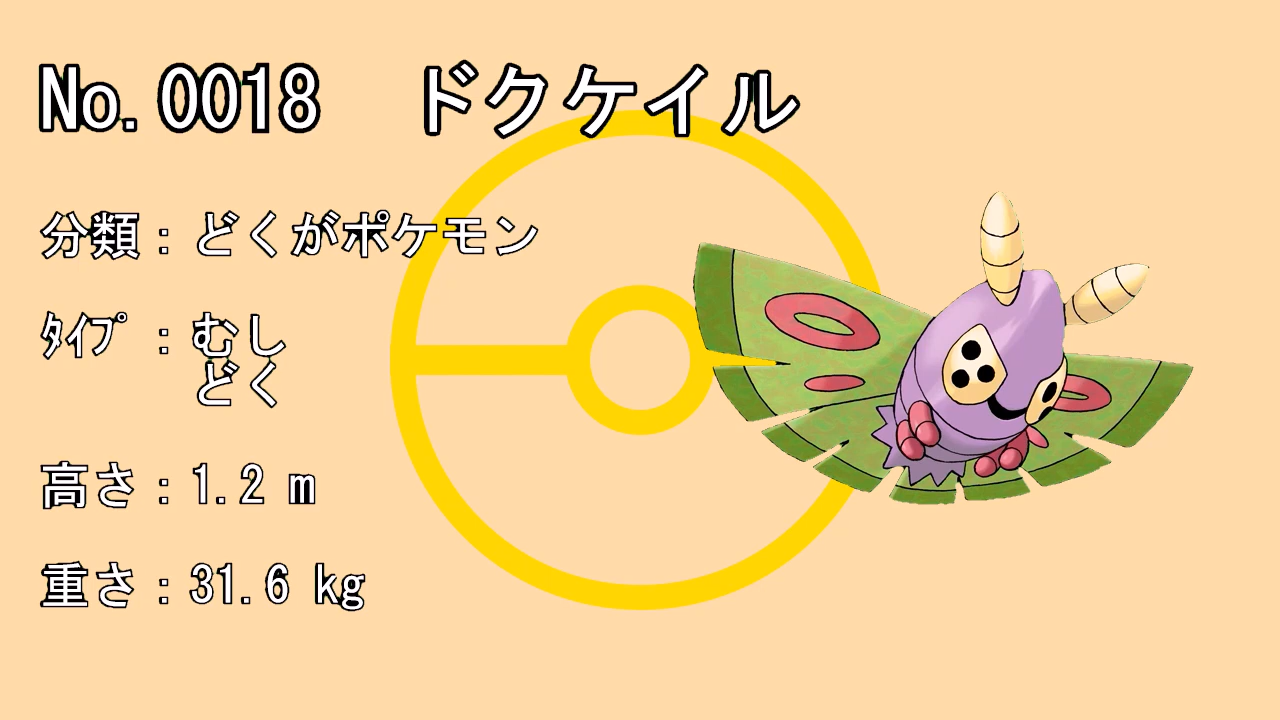 No.0018 ドクケイル
分類：どくがポケモン
ﾀｲﾌﾟ：むし
どく
高さ：1.2 m
重さ：31.6 kg